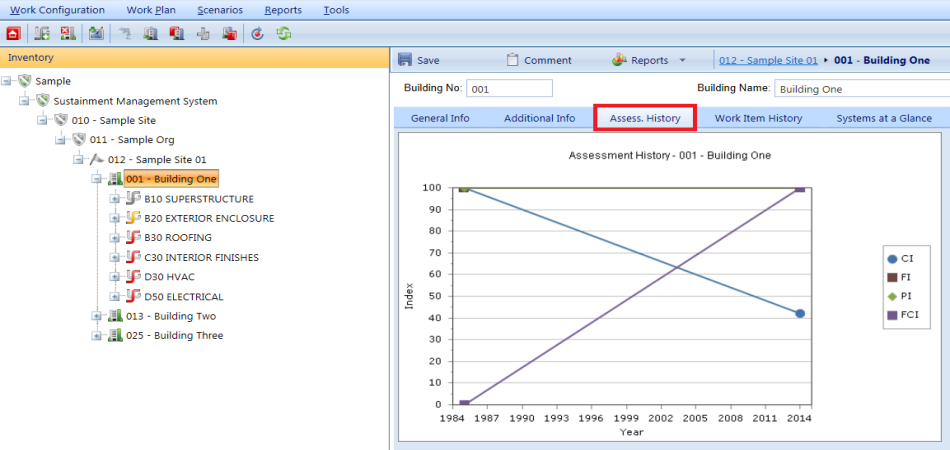 Work Configuration Work Plan Scenarios Reports Tools
Inventory
Save Comment Reports 012 - Sample Site 01 001 - Building One
Sample
Sustainment Management System
010 - Sample Site
011 - Sample Org
012 - Sample Site 01
001 - Building One
B10 SUPERSTRUCTURE
B20 EXTERIOR ENCLOSURE
B30 ROOFING
C30 INTERIOR FINISHES
D30 HVAC
D50 ELECTRICAL
013 - Building Two
025 - Building Three
Building No: 001 Building Name: Building One
General Info Additional Info Assess. History Work Item History Systems at a Glance
Assessment History - 001 - Building One
100
90
80
70
60
50
40
30
20
10
0
Index
1984 1987 1990 1993 1996 1999 2002 2005 2008 2011 2014
Year
CI
FI
PI
FCI